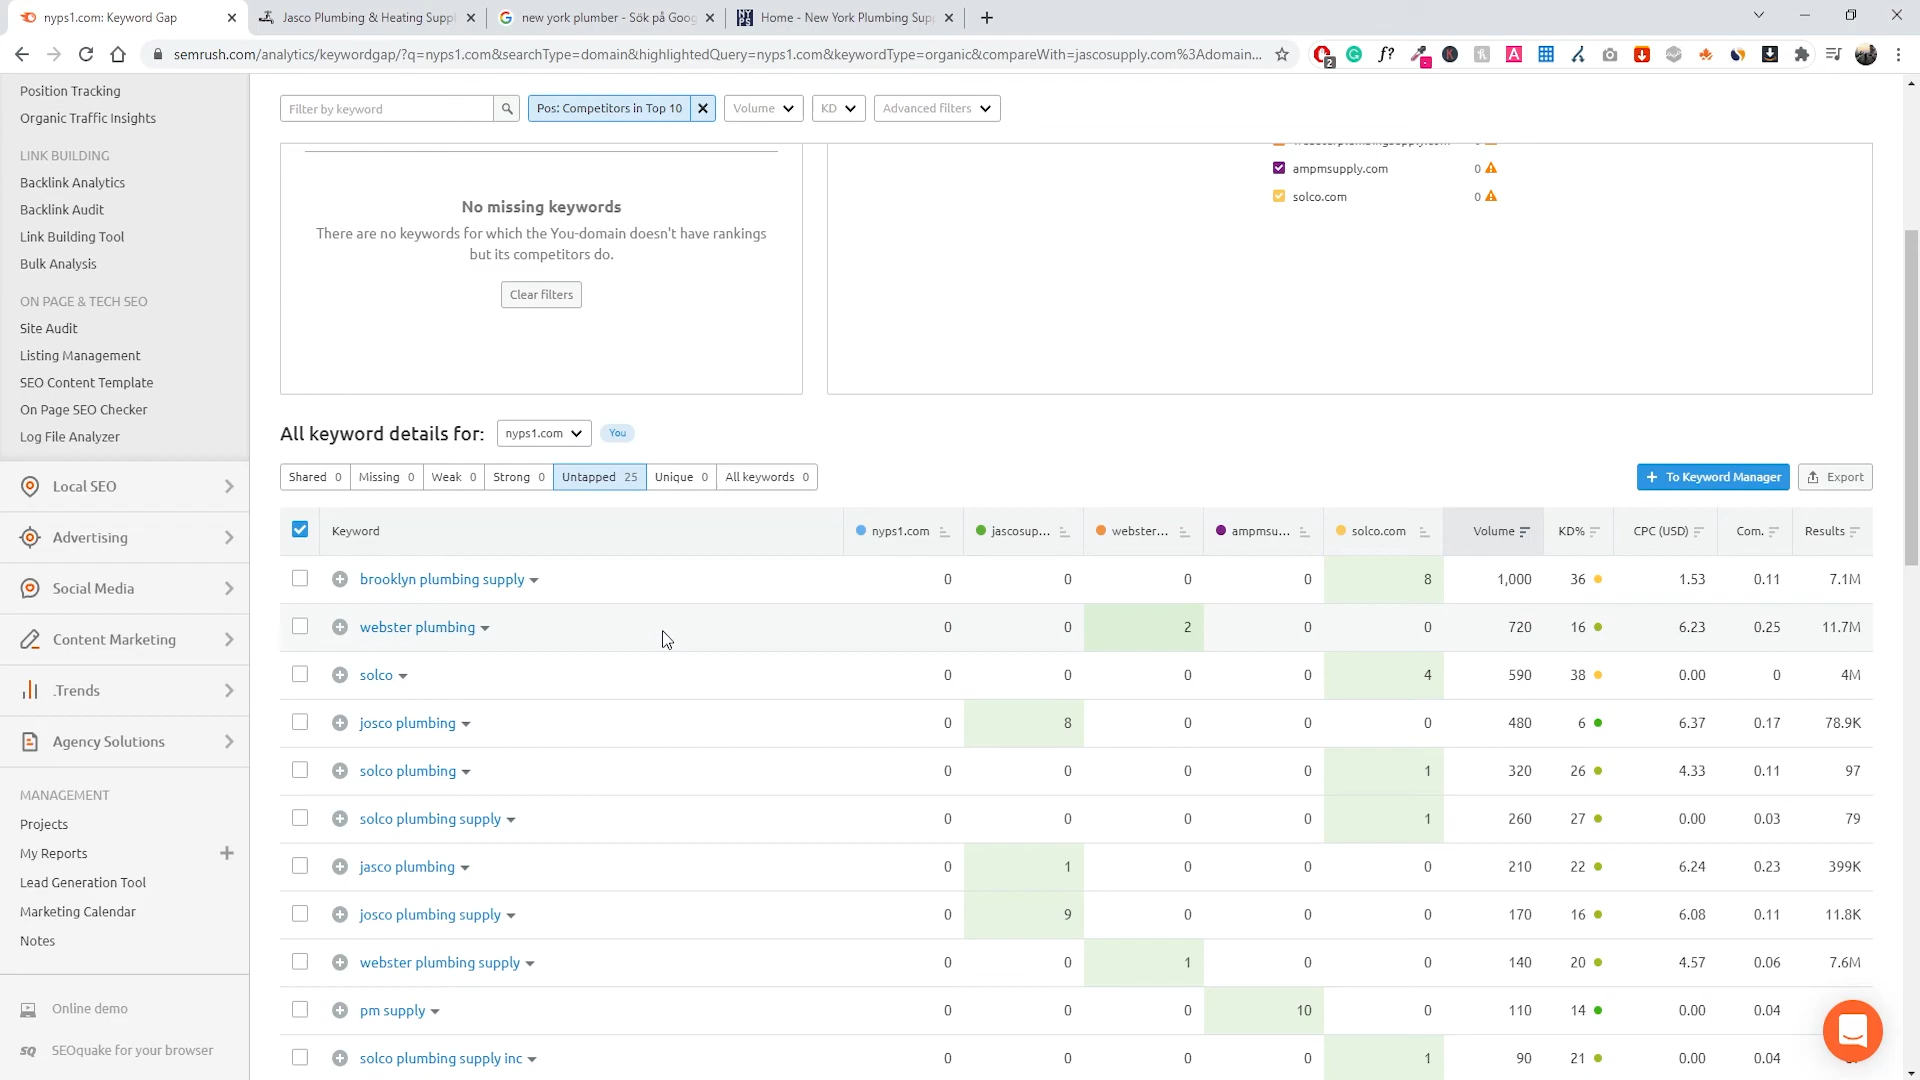 nyps1.com: Keyword Gap
Jasco Plumbing & Heating Suppl
new york plumber - Sök på Goog
Home - New York Plumbing Supp
semrush.com/analytics/keywordgap/?q=nyps1.com&searchType=domain&highlightedQuery=nyps1.com&keywordType=organic&compareWith=jascosupply.com%3Adomain...
Position Tracking
Organic Traffic Insights
LINK BUILDING
Backlink Analytics
Backlink Audit
Link Building Tool
Bulk Analysis
ON PAGE & TECH SEO
Site Audit
Listing Management
SEO Content Template
On Page SEO Checker
Log File Analyzer
Local SEO
Advertising
Social Media
Content Marketing
.Trends
Agency Solutions
MANAGEMENT
Projects
My Reports
Lead Generation Tool
Marketing Calendar
Notes
Online demo
SEOquake for your browser
Filter by keyword
Pos: Competitors in Top 10
Volume
KD
Advanced filters
No missing keywords
There are no keywords for which the You-domain doesn't have rankings
but its competitors do.
Clear filters
ampmsupply.com 0
solco.com 0
All keyword details for: nyps1.com You
Shared 0 Missing 0 Weak 0 Strong 0 Untapped 25 Unique 0 All keywords 0
+ To Keyword Manager Export
Keyword nyps1.com jascosup... webster... ampmsu... solco.com Volume KD% CPC (USD) Com. Results
brooklyn plumbing supply 0 0 0 0 8 1,000 36 1.53 0.11 7.1M
webster plumbing 0 0 2 0 0 720 16 6.23 0.25 11.7M
solco 0 0 0 0 4 590 38 0.00 0 4M
josco plumbing 0 8 0 0 0 480 6 6.37 0.17 78.9K
solco plumbing 0 0 0 0 1 320 26 4.33 0.11 97
solco plumbing supply 0 0 0 0 1 260 27 0.00 0.03 79
jasco plumbing 0 1 0 0 0 210 22 6.24 0.23 399K
josco plumbing supply 0 9 0 0 0 170 16 6.08 0.11 11.8K
webster plumbing supply 0 0 1 0 0 140 20 4.57 0.06 7.6M
pm supply 0 0 0 10 0 110 14 0.00 0.04
solco plumbing supply inc 0 0 0 0 1 90 21 0.00 0.04